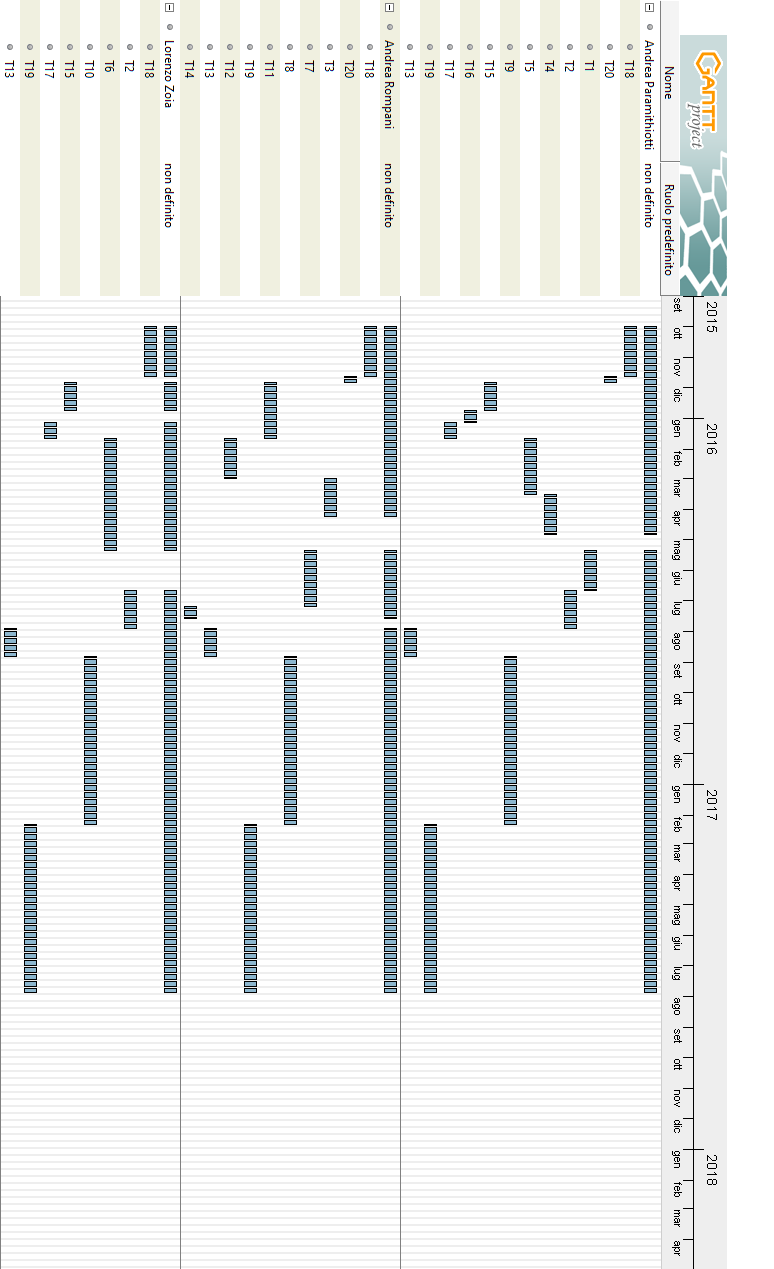 GANTT
project
2015 2016 2017 2018
Nome Ruolo predefinito set ott nov dic gen feb mar apr mag giu lug ago set ott nov dic gen feb mar apr mag giu lug ago set ott nov dic gen feb mar apr
Andrea Paramithiotti non definito
T18
T20
T1
T2
T4
T5
T9
T15
T16
T17
T19
T13
Andrea Rompani non definito
T18
T20
T3
T7
T8
T11
T19
T12
T13
T14
Lorenzo Zoia non definito
T18
T2
T6
T10
T15
T17
T19
T13